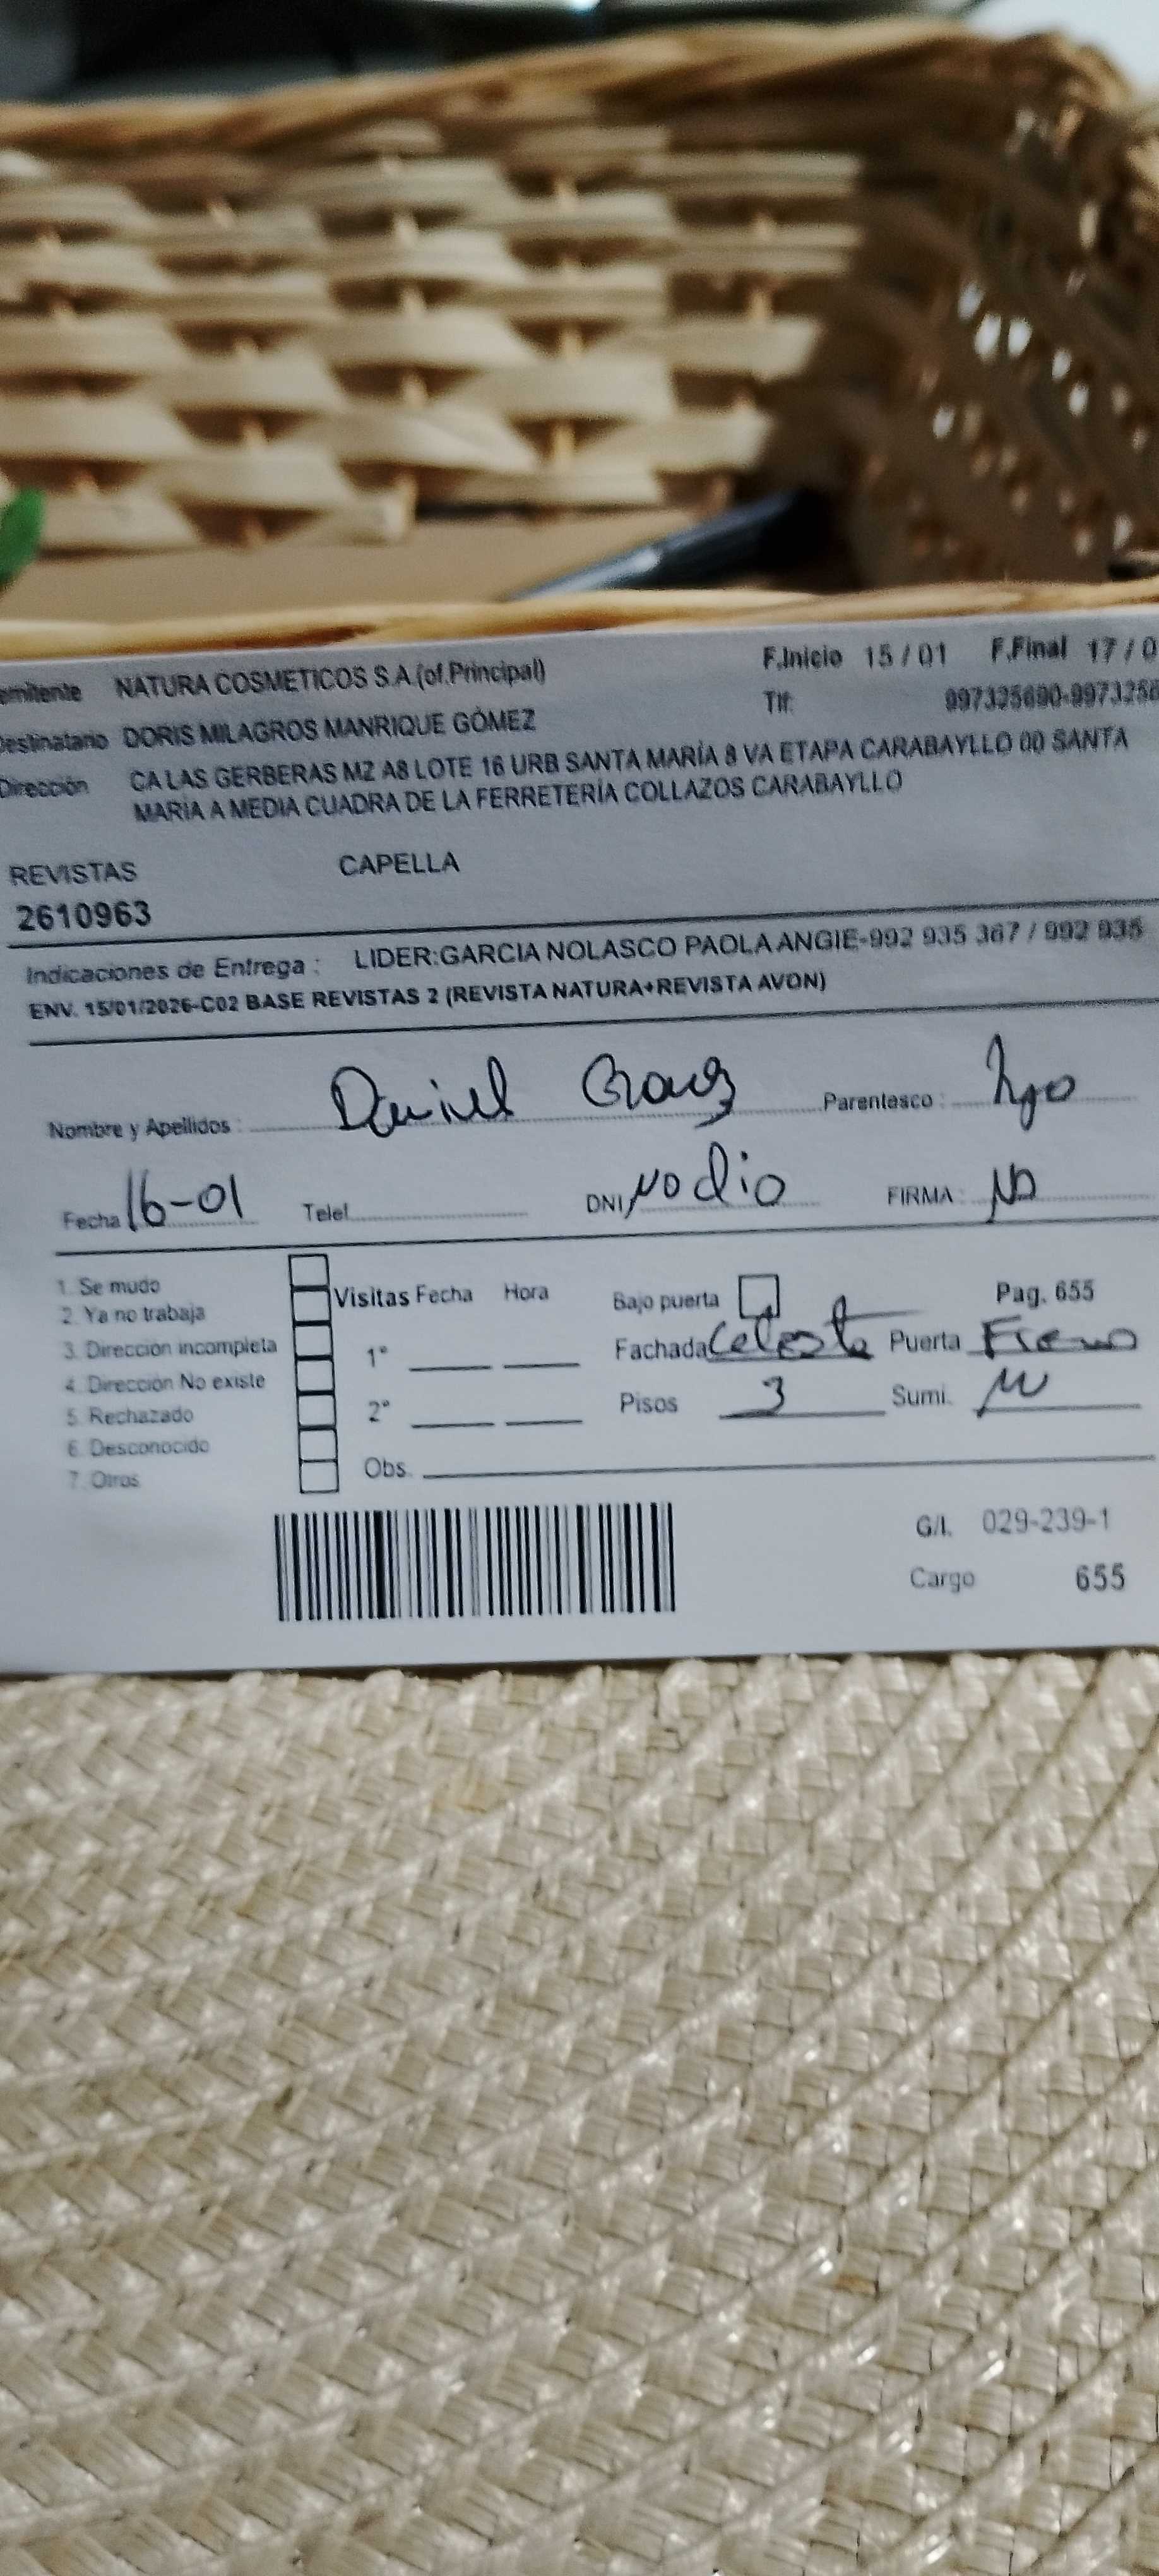 emitente NATURA COSMETICOS S.A.(of.Principal) F.Inicio 15 / 01 F.Final 17 / 0
Destinatario DORIS MILAGROS MANRIQUE GÓMEZ Tlf: 997325690-9973256
Dirección CA LAS GERBERAS MZ A8 LOTE 16 URB SANTA MARÍA 8 VA ETAPA CARABAYLLO 00 SANTA
MARÍA A MEDIA CUADRA DE LA FERRETERÍA COLLAZOS CARABAYLLO
REVISTAS CAPELLA
2610963
Indicaciones de Entrega : LIDER:GARCIA NOLASCO PAOLA ANGIE-992 935 367 / 992 935
ENV. 15/01/2026-C02 BASE REVISTAS 2 (REVISTA NATURA+REVISTA AVON)
Nombre y Apellidos : Daniel Parentesco : hijo
Fecha 16-01 Telef. DNI No dio FIRMA : No
1. Se mudo
2. Ya no trabaja Visitas Fecha Hora Bajo puerta Pag. 655
3. Dirección incompleta 1° Fachada Celeste Puerta Fierro
4. Dirección No existe
5. Rechazado 2° Pisos 3 Sumi.
6. Desconocido
7. Otros Obs.
G/I. 029-239-1
Cargo 655